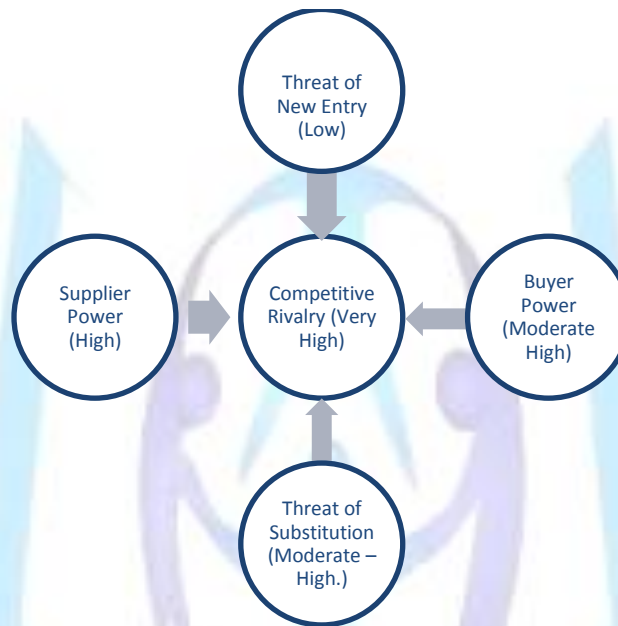 Threat of
New Entry
(Low)
Supplier
Power
(High)
Competitive
Rivalry (Very
High)
Buyer
Power
(Moderate
High)
Threat of
Substitution
(Moderate –
High.)